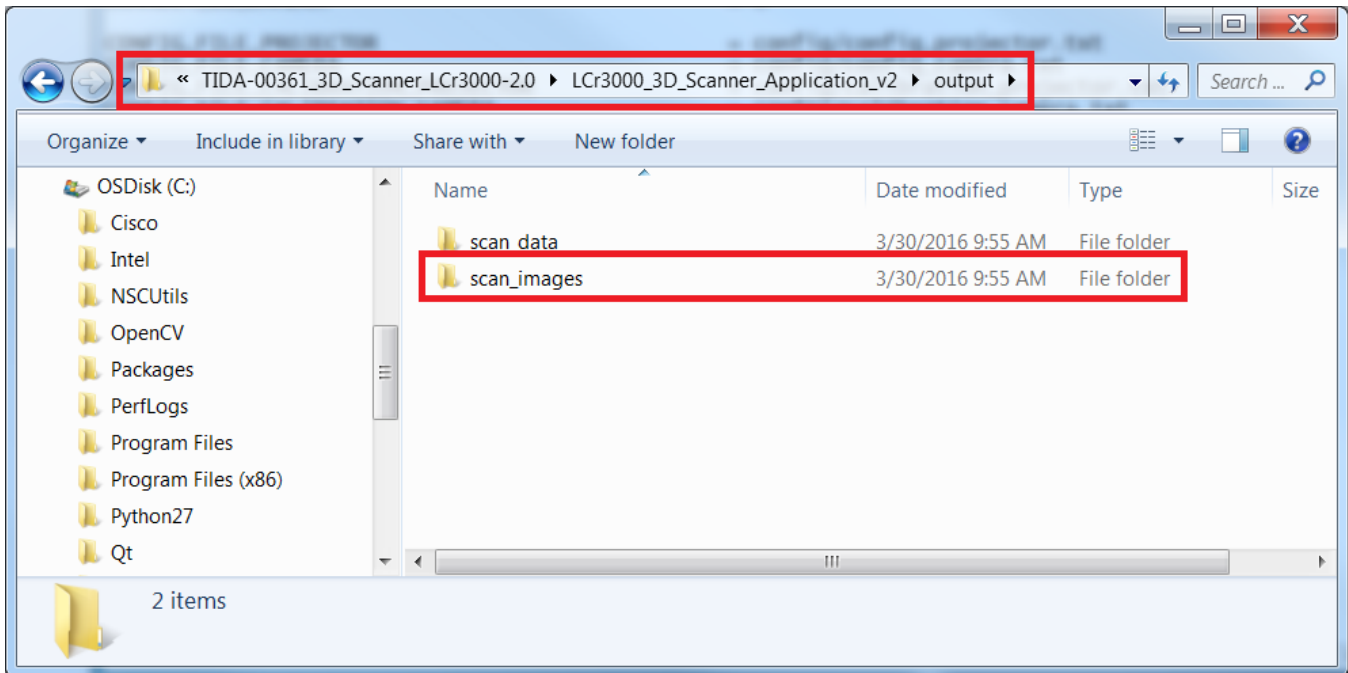 « TIDA-00361_3D_Scanner_LCr3000-2.0 LCr3000_3D_Scanner_Application_v2 output Search ...
Organize Include in library Share with New folder
OSDisk (C:)
Cisco
Intel
NSCUtils
OpenCV
Packages
PerfLogs
Program Files
Program Files (x86)
Python27
Qt
Name Date modified Type Size
scan_data 3/30/2016 9:55 AM File folder
scan_images 3/30/2016 9:55 AM File folder
2 items